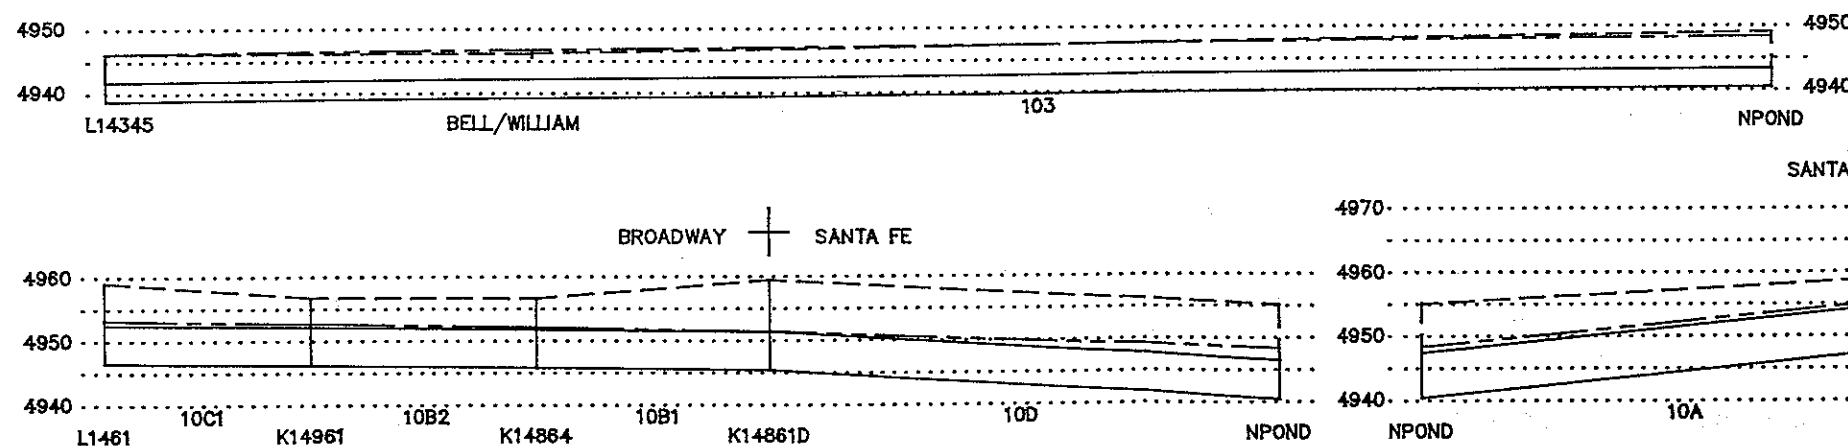 4950 4950
4940 103 4940
L14345 BELL/WILLIAM NPOND
SANTA
4970
BROADWAY SANTA FE
4960 4960
4950 4950
4940 10C1 10B2 10B1 10D 4940 10A
L1461 K14961 K14864 K14861D NPOND NPOND